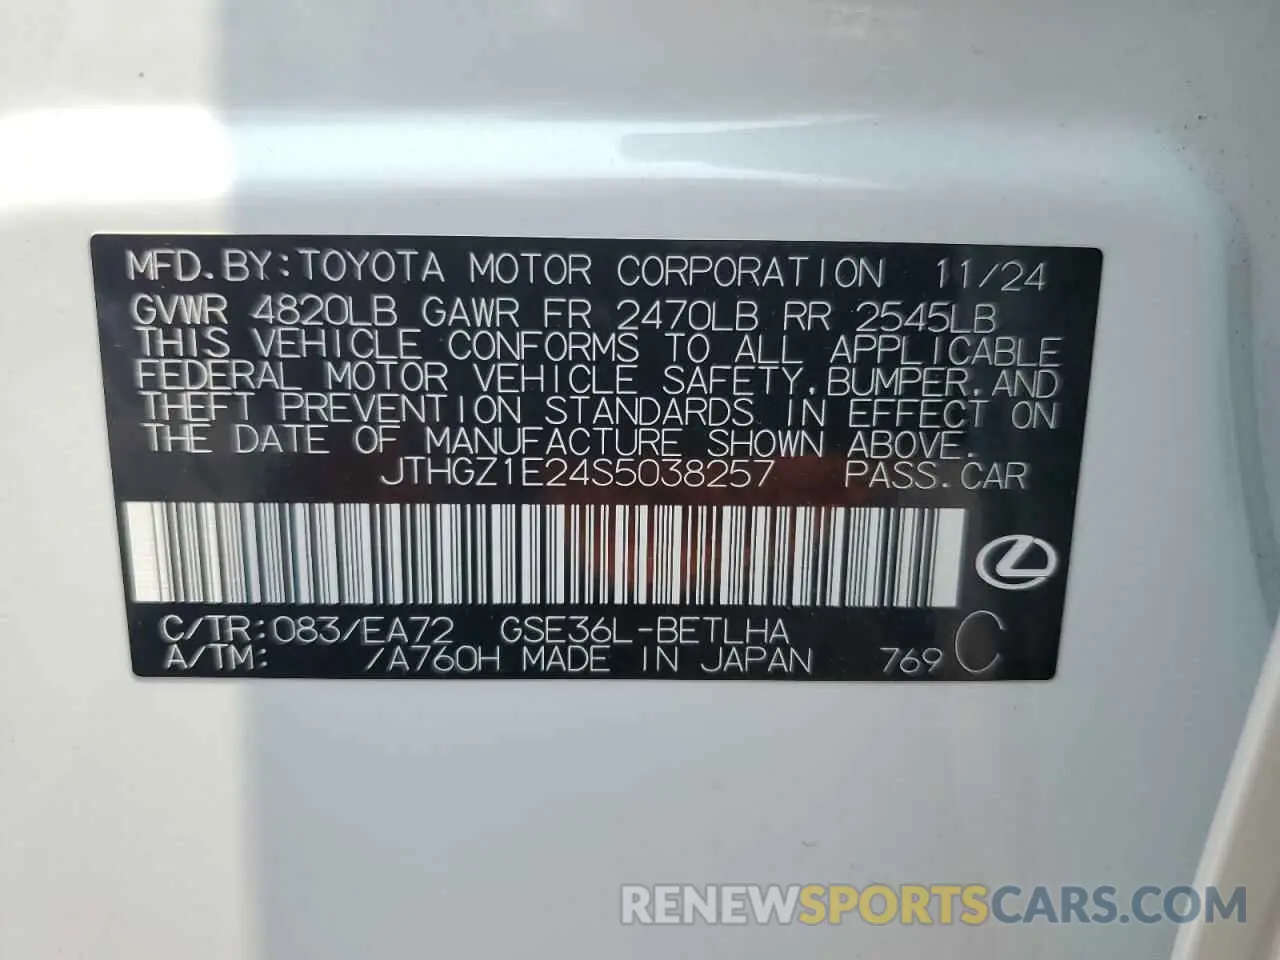 MFD.BY:TOYOTA MOTOR CORPORATION 11/24
GVWR 4820LB GAWR FR 2470LB RR 2545LB
THIS VEHICLE CONFORMS TO ALL APPLICABLE
FEDERAL MOTOR VEHICLE SAFETY,BUMPER,AND
THEFT PREVENTION STANDARDS IN EFFECT ON
THE DATE OF MANUFACTURE SHOWN ABOVE.
JTHGZ1E24S5038257 PASS.CAR
C/TR:083/EA72 GSE36L-BETLHA C
A/TM: /A760H MADE IN JAPAN 769
RENEWSPORTSCARS.COM